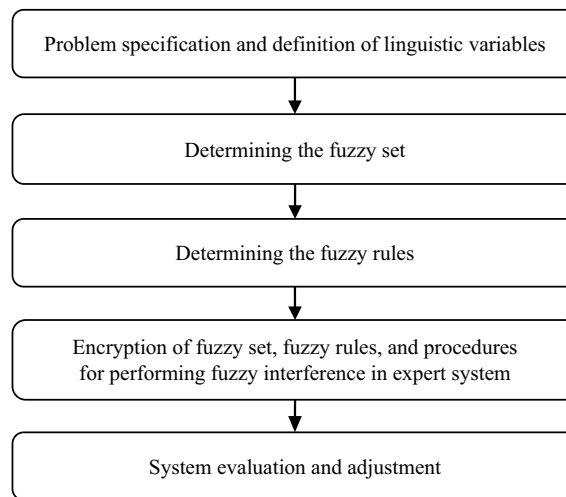 Problem specification and definition of linguistic variables
Determining the fuzzy set
Determining the fuzzy rules
Encryption of fuzzy set, fuzzy rules, and procedures
for performing fuzzy interference in expert system
System evaluation and adjustment